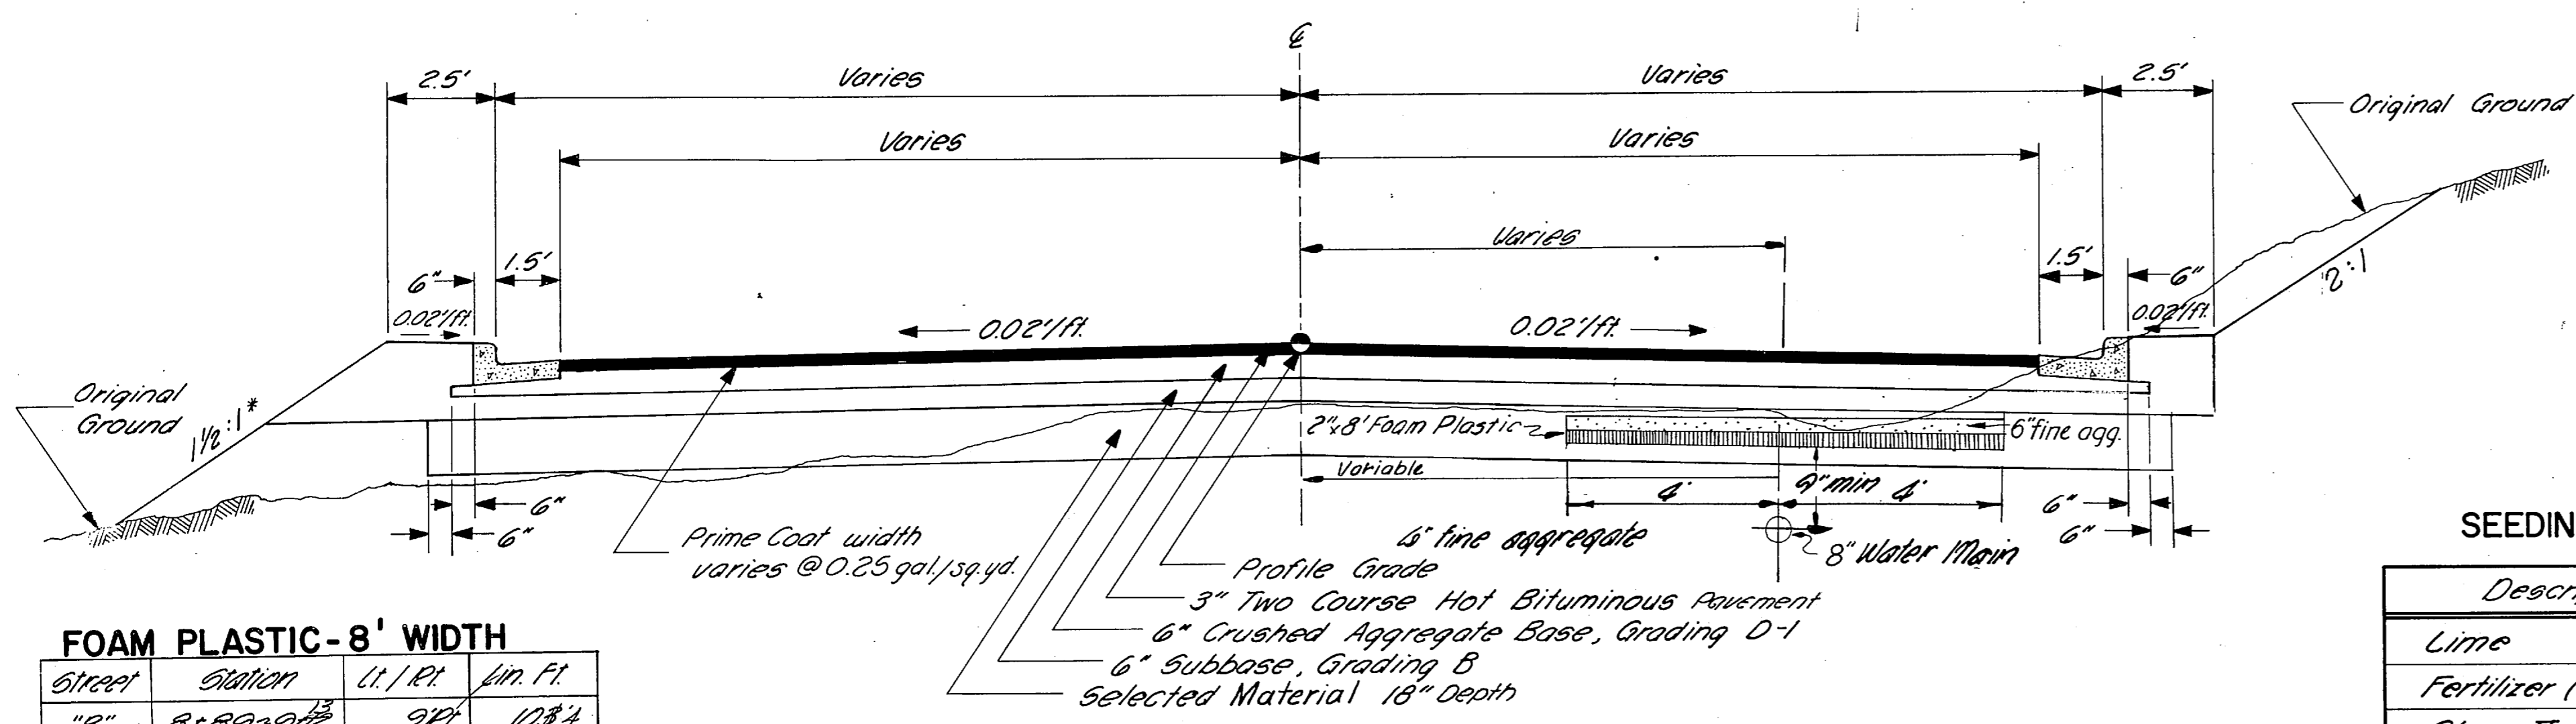 ℄
2.5'
Varies
Varies
2.5'
Original Ground
Varies
Varies
Varies
1.5'
6"
1.5'
6"
2:1
0.02'/ft.
0.02'/ft.
0.02'/ft.
0.02'/ft.
Original
Ground
1½:1*
2"x8' Foam Plastic
6" fine agg.
Variable
4'
9" min
4'
6"
6"
6"
6"
Prime Coat width
varies @ 0.25 gal./sq.yd.
6" fine aggregate
8" Water Main
Profile Grade
3" Two Course Hot Bituminous Pavement
6" Crushed Aggregate Base, Grading D-1
6" Subbase, Grading B
Selected Material 18" Depth
FOAM PLASTIC-8' WIDTH
Street Station Lt./Rt. Lin. Ft.
SEEDIN
Descr
Lime
Fertilizer (